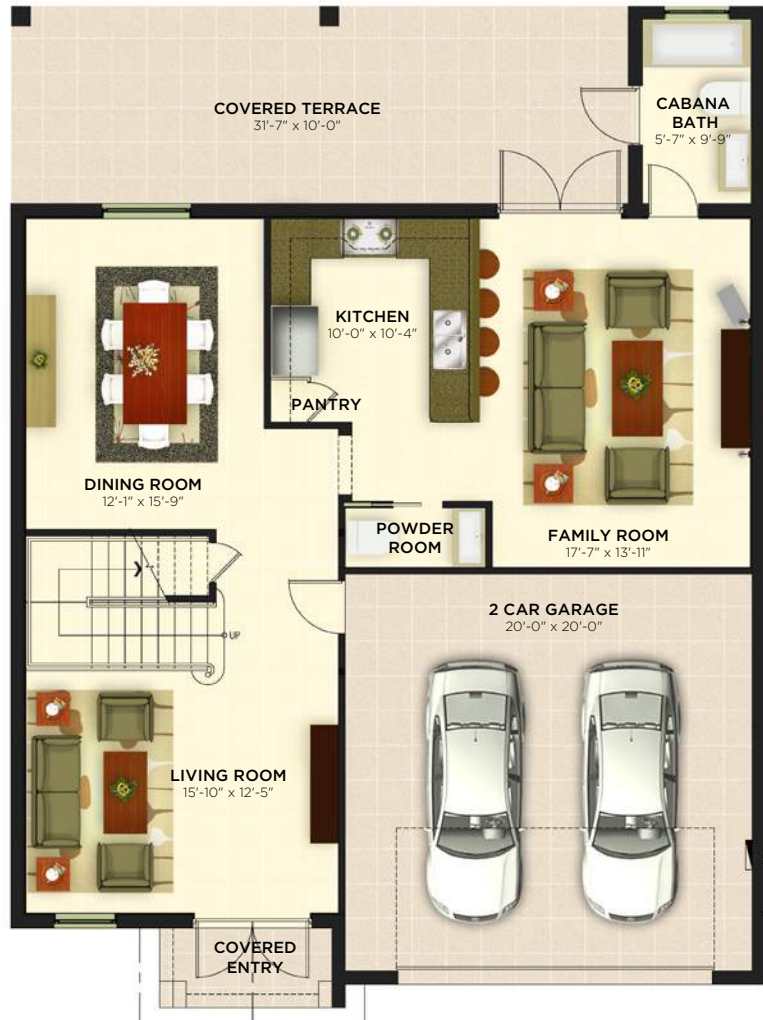 COVERED TERRACE
31'-7" x 10'-0"
CABANA
BATH
5'-7" x 9'-9"
KITCHEN
10'-0" x 10'-4"
PANTRY
DINING ROOM
12'-1" x 15'-9"
POWDER
ROOM
FAMILY ROOM
17'-7" x 13'-11"
2 CAR GARAGE
20'-0" x 20'-0"
UP
LIVING ROOM
15'-10" x 12'-5"
COVERED
ENTRY